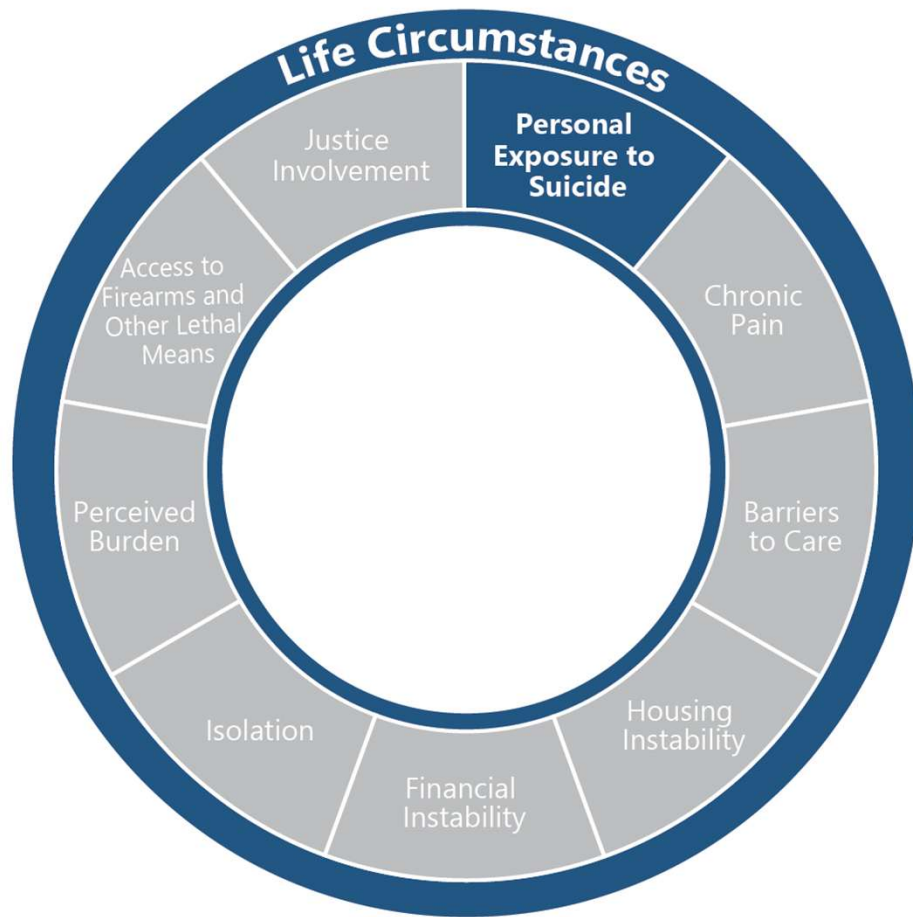 Life Circumstances
Personal
Exposure to
Suicide
Chronic
Pain
Barriers
to Care
Housing
Instability
Financial
Instability
Isolation
Perceived
Burden
Access to
Firearms and
Other Lethal
Means
Justice
Involvement